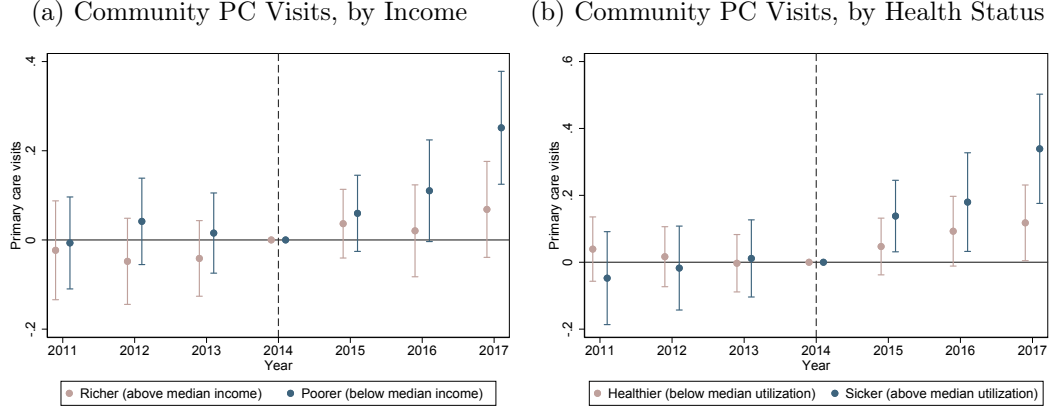 (a) Community PC Visits, by Income
Primary care visits
.4
.2
0
-.2
2011 2012 2013 2014 2015 2016 2017
Year
Richer (above median income) Poorer (below median income)
(b) Community PC Visits, by Health Status
Primary care visits
.6
.4
.2
0
-.2
2011 2012 2013 2014 2015 2016 2017
Year
Healthier (below median utilization) Sicker (above median utilization)